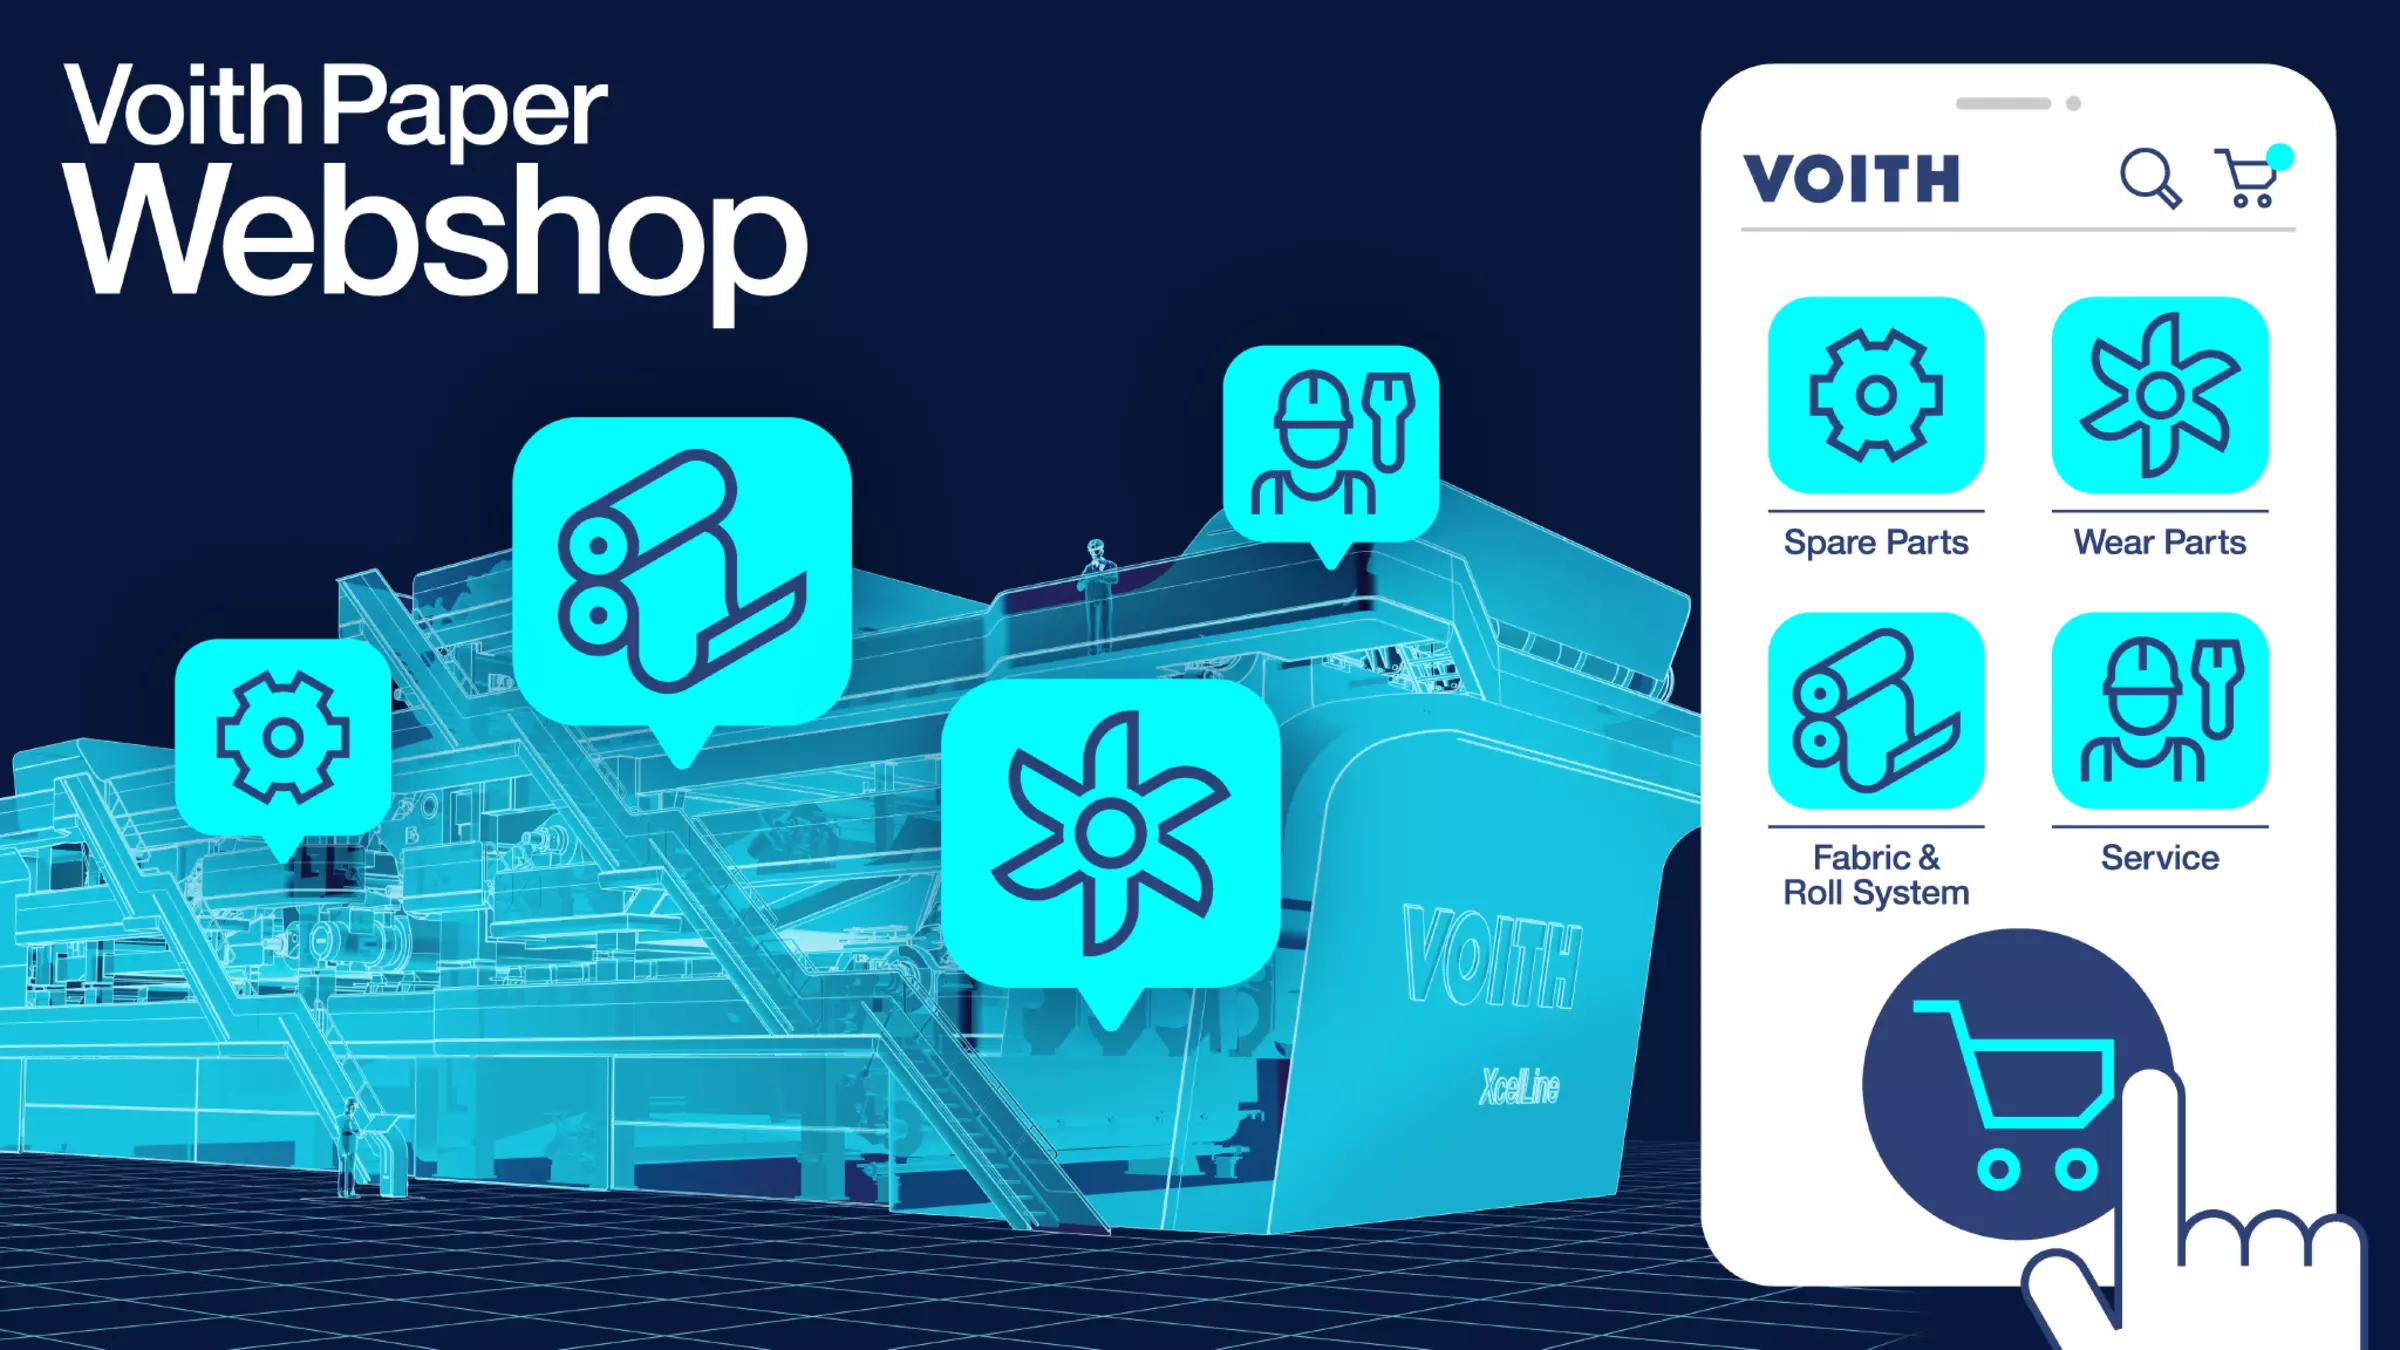 Voith Paper
Webshop
VOITH
XcelLine
VOITH
Spare Parts
Wear Parts
Fabric &
Roll System
Service